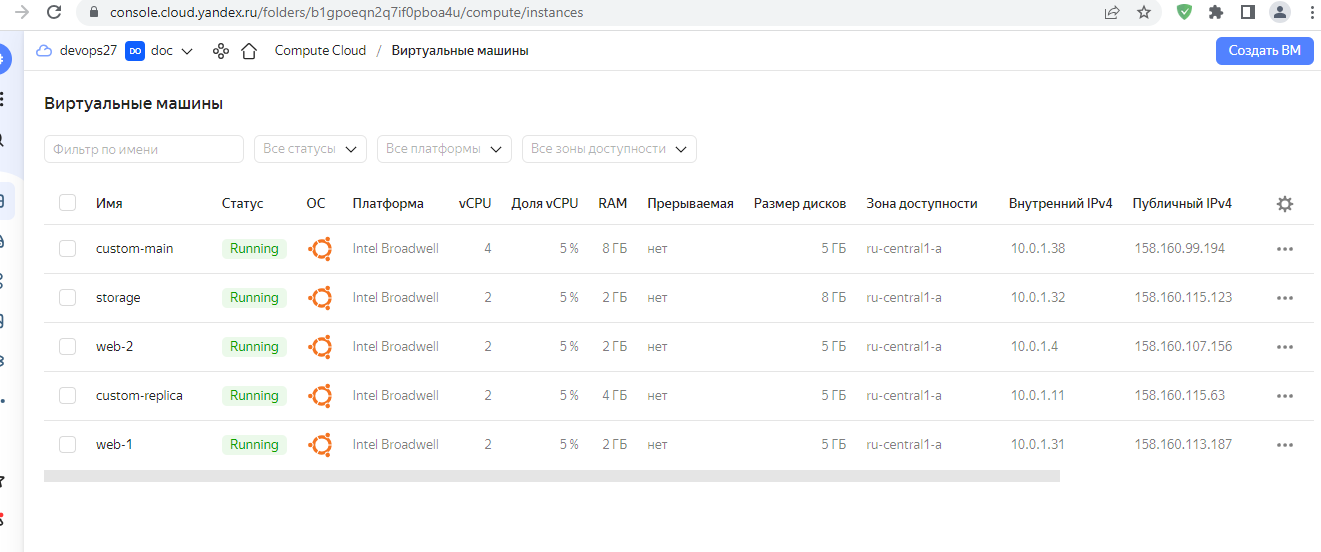 console.cloud.yandex.ru/folders/b1gpoeqn2q7if0pboa4u/compute/instances
devops27 DO doc Compute Cloud / Виртуальные машины Создать ВМ
Виртуальные машины
Фильтр по имени Все статусы Все платформы Все зоны доступности
Имя Статус ОС Платформа vCPU Доля vCPU RAM Прерываемая Размер дисков Зона доступности Внутренний IPv4 Публичный IPv4
custom-main Running Intel Broadwell 4 5 % 8 ГБ нет 5 ГБ ru-central1-a 10.0.1.38 158.160.99.194
storage Running Intel Broadwell 2 5 % 2 ГБ нет 8 ГБ ru-central1-a 10.0.1.32 158.160.115.123
web-2 Running Intel Broadwell 2 5 % 2 ГБ нет 5 ГБ ru-central1-a 10.0.1.4 158.160.107.156
custom-replica Running Intel Broadwell 2 5 % 4 ГБ нет 5 ГБ ru-central1-a 10.0.1.11 158.160.115.63
web-1 Running Intel Broadwell 2 5 % 2 ГБ нет 5 ГБ ru-central1-a 10.0.1.31 158.160.113.187